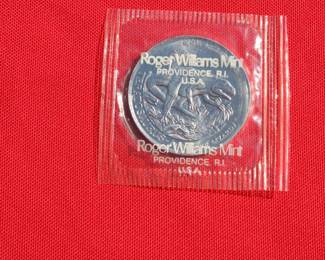 Roger Williams Mint
PROVIDENCE, R.I.
U.S.A.
Roger Williams Mint
PROVIDENCE, R.I.
U.S.A.